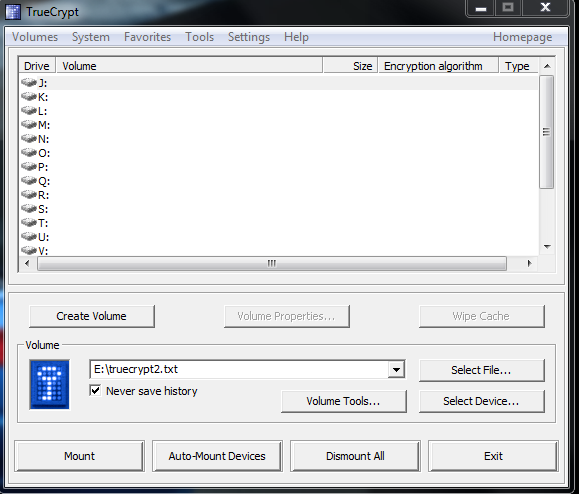 TrueCrypt
Volumes System Favorites Tools Settings Help Homepage
Drive Volume Size Encryption algorithm Type
J:
K:
L:
M:
N:
O:
P:
Q:
R:
S:
T:
U:
V:
Create Volume Volume Properties... Wipe Cache
Volume
E:\truecrypt2.txt Select File...
Never save history
Volume Tools... Select Device...
Mount Auto-Mount Devices Dismount All Exit